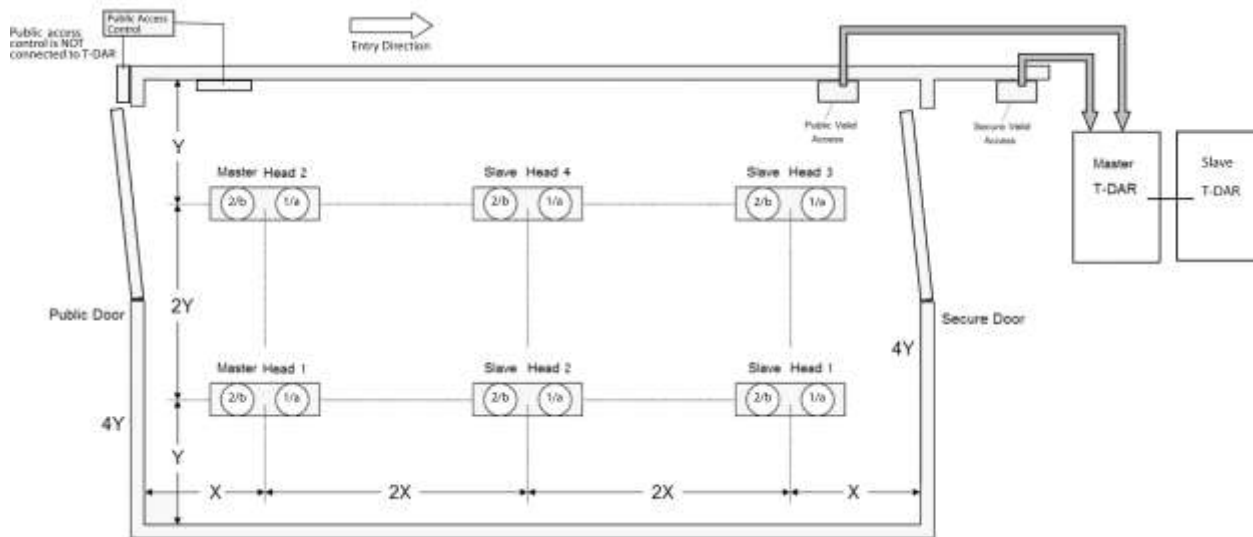 Public access
control is NOT
connected to T-DAR
Public Access
Control
Entry Direction
Public Valid
Access
Secure Valid
Access
Master
T-DAR
Slave
T-DAR
Y
Master Head 2
2/b 1/a
Slave Head 4
2/b 1/a
Slave Head 3
2/b 1/a
2Y
Public Door
Secure Door
4Y
Master Head 1
2/b 1/a
Slave Head 2
2/b 1/a
Slave Head 1
2/b 1/a
4Y
Y
X
2X
2X
X